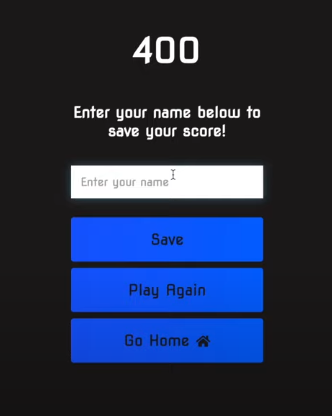 400
Enter your name below to
save your score!
Enter your name
Save
Play Again
Go Home